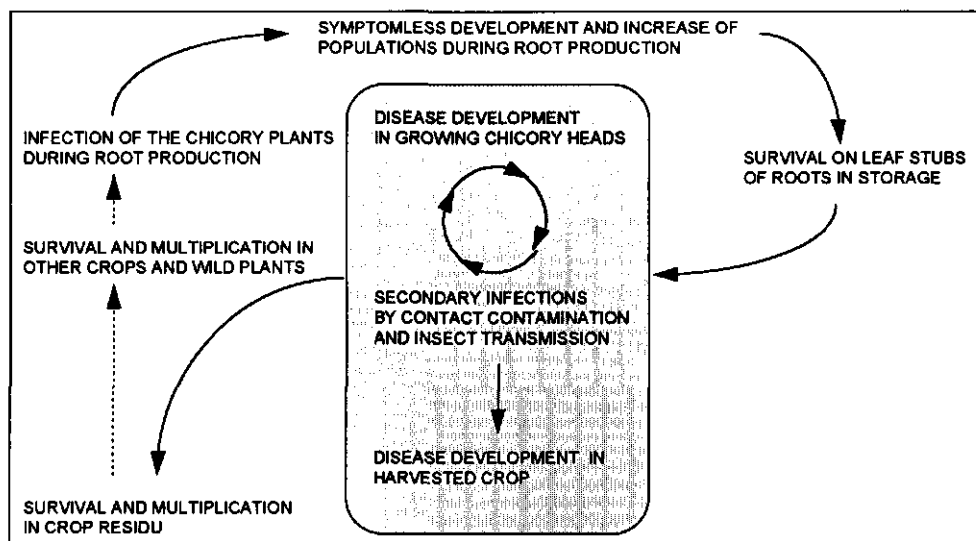 SYMPTOMLESS DEVELOPMENT AND INCREASE OF
POPULATIONS DURING ROOT PRODUCTION
DISEASE DEVELOPMENT
IN GROWING CHICORY HEADS
INFECTION OF THE CHICORY PLANTS
DURING ROOT PRODUCTION
SURVIVAL ON LEAF STUBS
OF ROOTS IN STORAGE
SURVIVAL AND MULTIPLICATION IN
OTHER CROPS AND WILD PLANTS
SECONDARY INFECTIONS
BY CONTACT CONTAMINATION
AND INSECT TRANSMISSION
DISEASE DEVELOPMENT IN
HARVESTED CROP
SURVIVAL AND MULTIPLICATION
IN CROP RESIDU